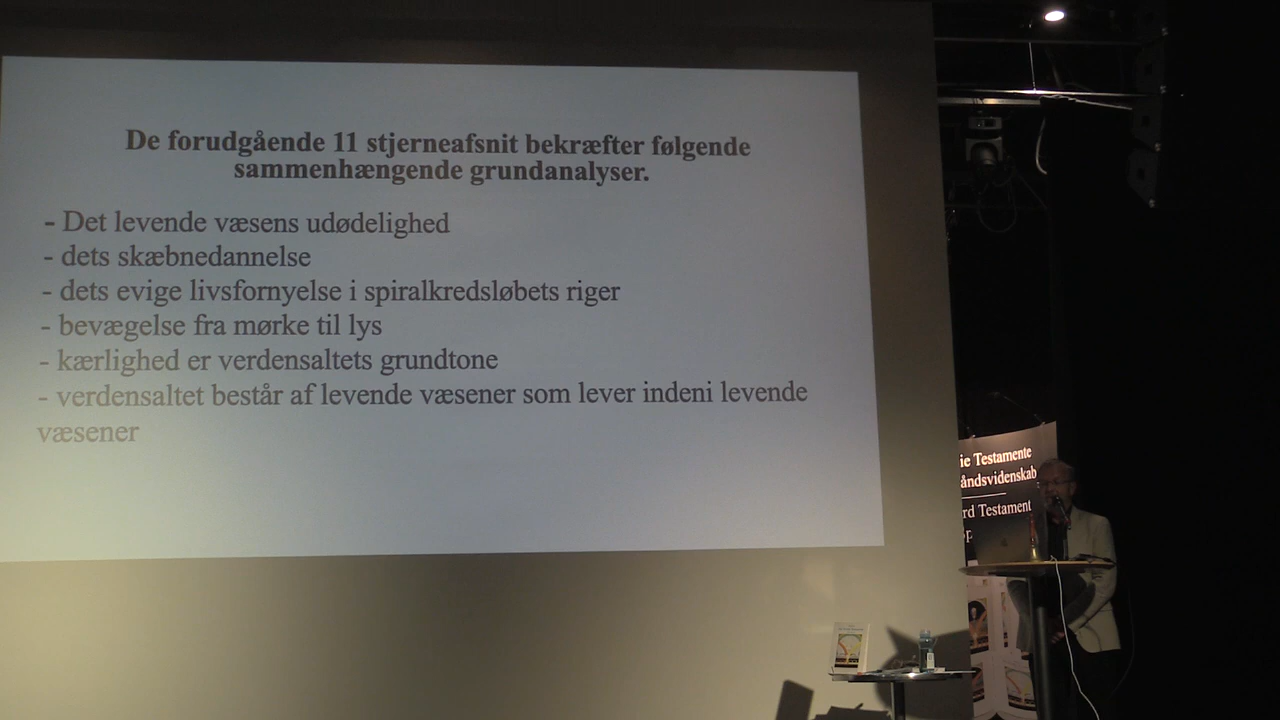 De forudgående 11 stjerneafsnit bekræfter følgende
sammenhængende grundanalyser.
- Det levende væsens udødelighed
- dets skæbnedannelse
- dets evige livsfornyelse i spiralkredsløbets riger
- bevægelse fra mørke til lys
- kærlighed er verdensaltets grundtone
- verdensaltet består af levende væsener som lever indeni levende
væsener
ie Testamente
åndsvidenskab
rd Testament